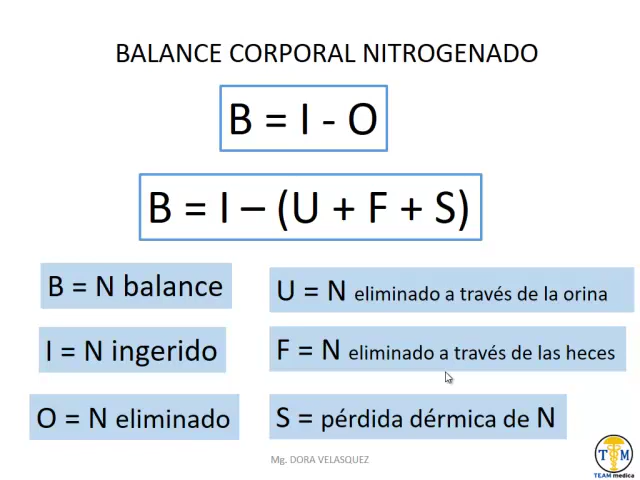 BALANCE CORPORAL NITROGENADO
B = I - O
B = I – (U + F + S)
B = N balance
U = N eliminado a través de la orina
I = N ingerido
F = N eliminado a través de las heces
O = N eliminado
S = pérdida dérmica de N
Mg. DORA VELASQUEZ
T M
TEAM medica